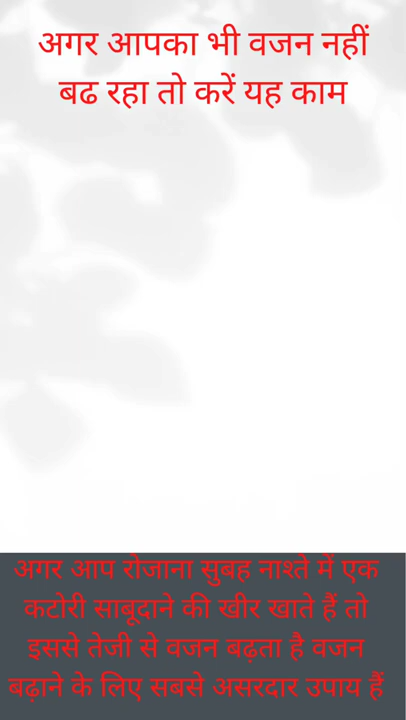 अगर आपका भी वजन नहीं
बढ रहा तो करें यह काम
अगर आप रोजाना सुबह नाश्ते में एक
कटोरी साबूदाने की खीर खाते हैं तो
इससे तेजी से वजन बढ़ता है वजन
बढ़ाने के लिए सबसे असरदार उपाय हैं